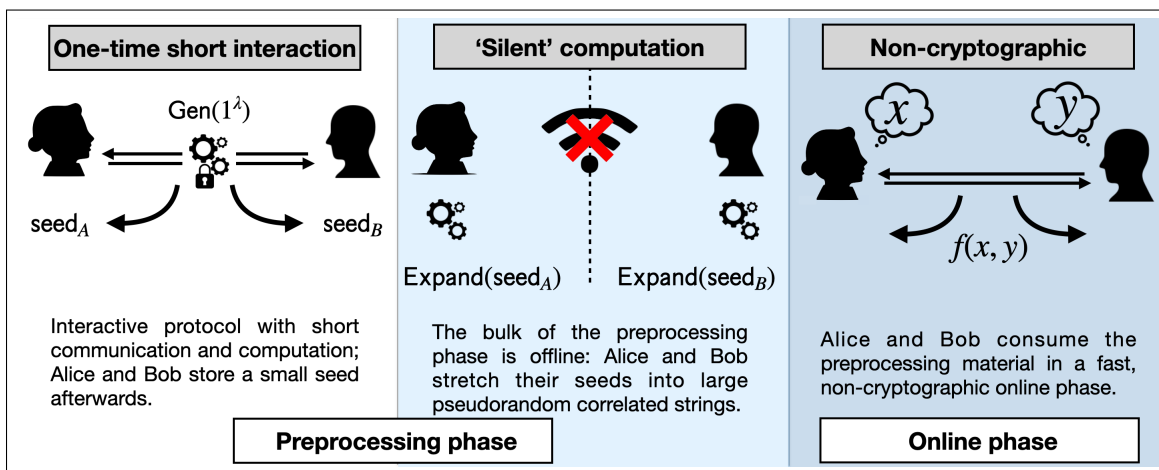 One-time short interaction
Gen(1^λ)
seed_A
seed_B
Interactive protocol with short
communication and computation;
Alice and Bob store a small seed
afterwards.
'Silent' computation
Expand(seed_A)
Expand(seed_B)
The bulk of the preprocessing
phase is offline: Alice and Bob
stretch their seeds into large
pseudorandom correlated strings.
Preprocessing phase
Non-cryptographic
x
y
f(x, y)
Alice and Bob consume the
preprocessing material in a fast,
non-cryptographic online phase.
Online phase